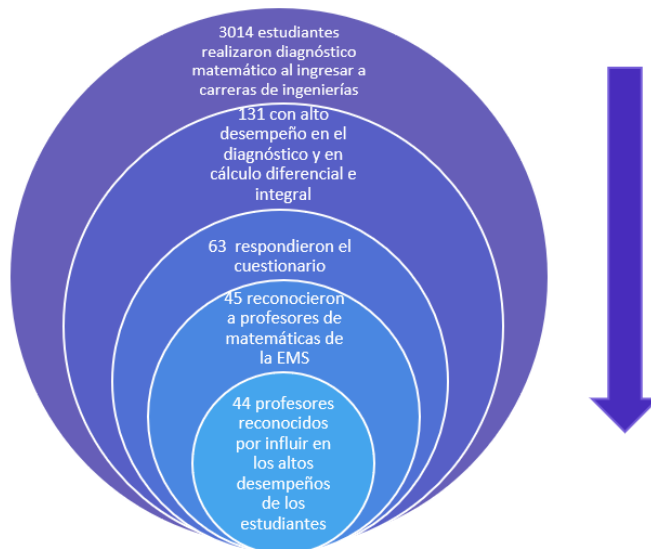 3014 estudiantes
realizaron diagnóstico
matemático al ingresar a
carreras de ingenierías
131 con alto
desempeño en el
diagnóstico y en
cálculo diferencial e
integral
63 respondieron el
cuestionario
45 reconocieron
a profesores de
matemáticas de
la EMS
44 profesores
reconocidos
por influir en
los altos
desempeños
de los
estudiantes